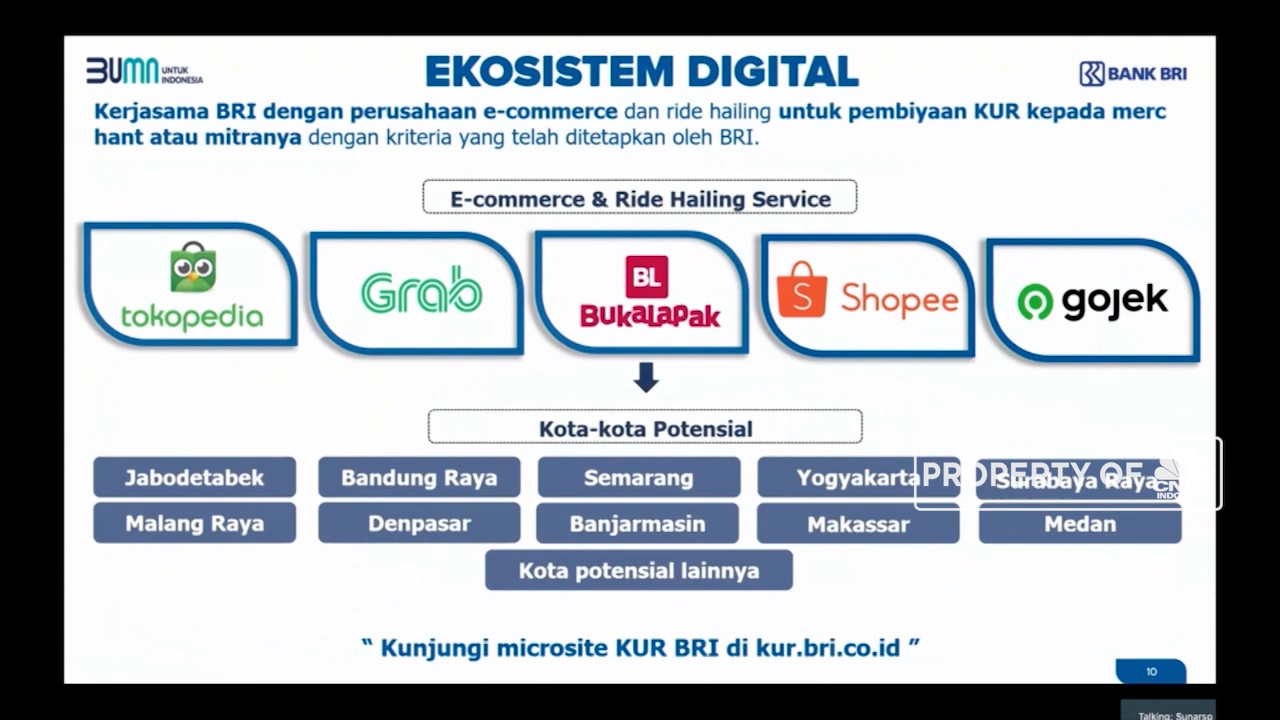 BUMN UNTUK INDONESIA
EKOSISTEM DIGITAL
BANK BRI
Kerjasama BRI dengan perusahaan e-commerce dan ride hailing untuk pembiyaan KUR kepada merc
hant atau mitranya dengan kriteria yang telah ditetapkan oleh BRI.
E-commerce & Ride Hailing Service
tokopedia
Grab
BL
Bukalapak
S Shopee
gojek
Kota-kota Potensial
Jabodetabek
Bandung Raya
Semarang
Yogyakarta
Surabaya Raya
PROPERTY OF
Malang Raya
Denpasar
Banjarmasin
Makassar
Medan
Kota potensial lainnya
“ Kunjungi microsite KUR BRI di kur.bri.co.id ”
10
Talking: Sunarso